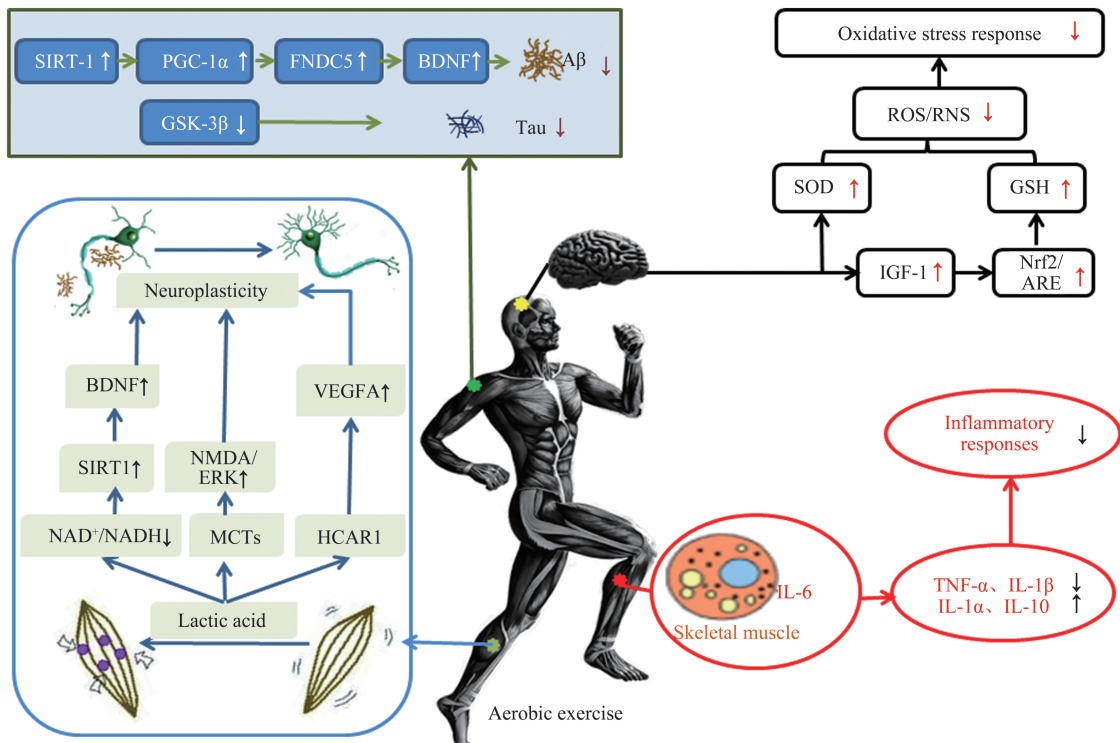 SIRT-1↑
PGC-1α↑
FNDC5↑
BDNF↑
Aβ ↓
GSK-3β↓
Tau ↓
Oxidative stress response ↓
ROS/RNS ↓
SOD ↑
GSH ↑
IGF-1↑
Nrf2/
ARE ↑
Neuroplasticity
BDNF↑
VEGFA↑
SIRT1↑
NMDA/
ERK↑
NAD⁺/NADH↓
MCTs
HCAR1
Lactic acid
Aerobic exercise
IL-6
Skeletal muscle
TNF-α、IL-1β ↓
IL-1α、IL-10 ↑
Inflammatory
responses ↓